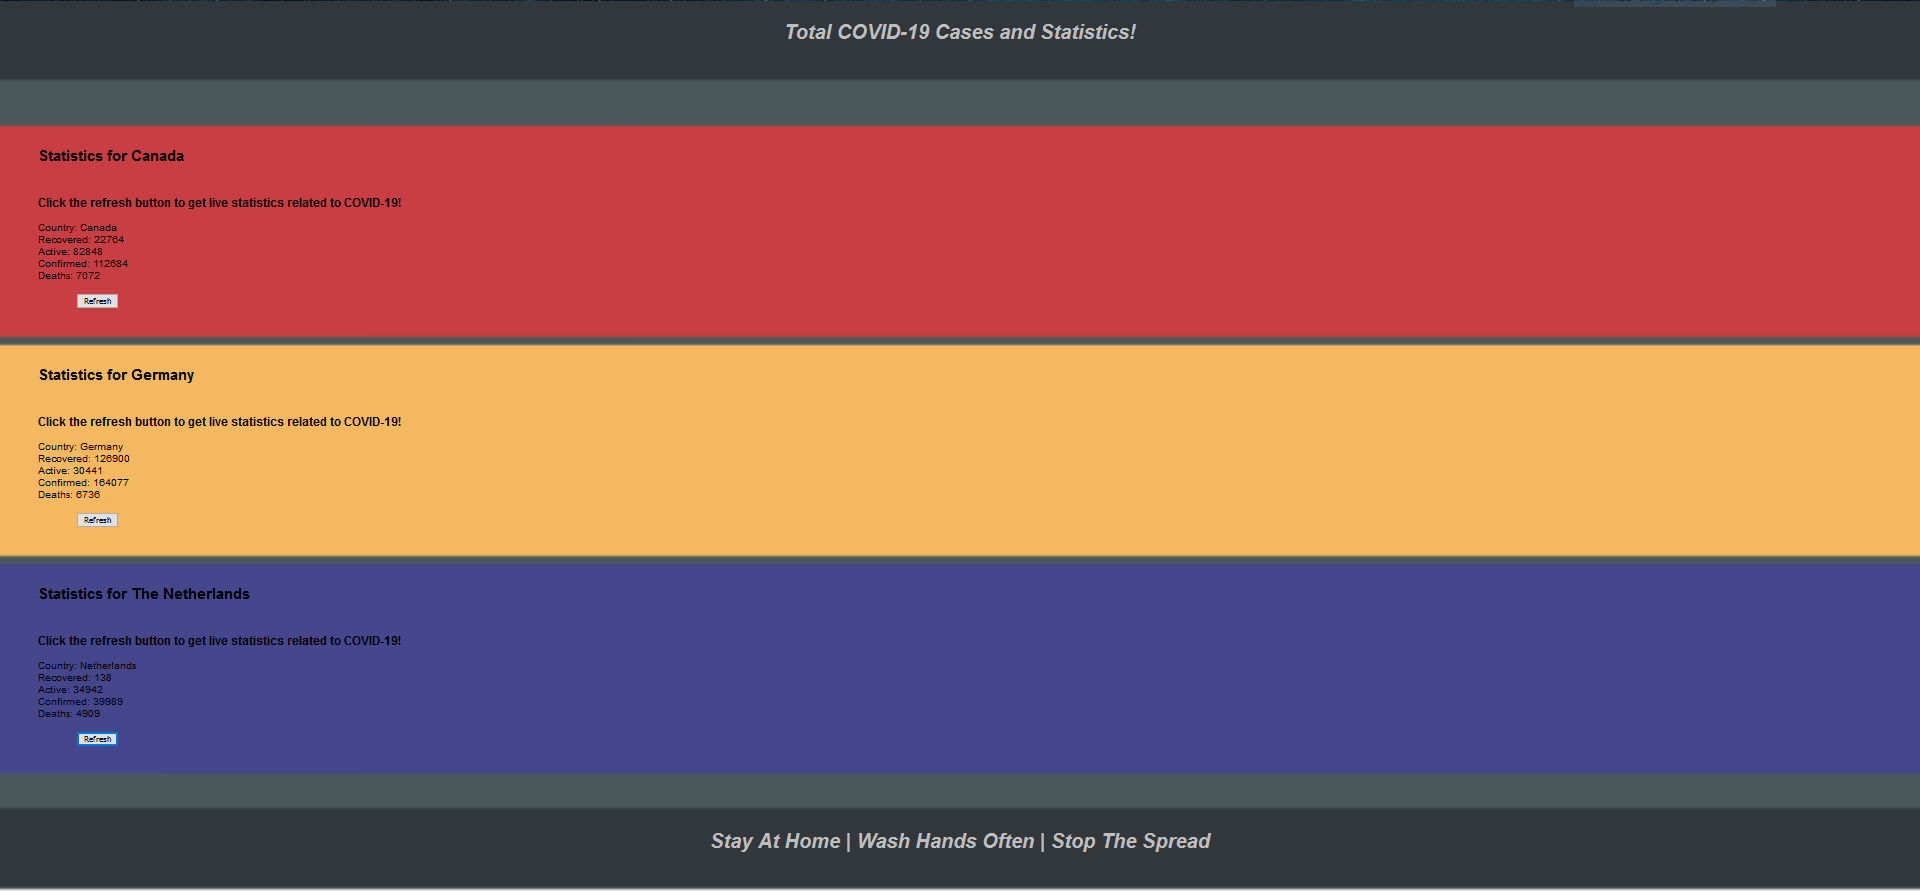 Total COVID-19 Cases and Statistics!
Statistics for Canada
Click the refresh button to get live statistics related to COVID-19!
Country: Canada
Recovered: 22764
Active: 82848
Confirmed: 112684
Deaths: 7072
Refresh
Statistics for Germany
Click the refresh button to get live statistics related to COVID-19!
Country: Germany
Recovered: 126900
Active: 30441
Confirmed: 164077
Deaths: 6736
Refresh
Statistics for The Netherlands
Click the refresh button to get live statistics related to COVID-19!
Country: Netherlands
Recovered: 138
Active: 34942
Confirmed: 39989
Deaths: 4909
Refresh
Stay At Home | Wash Hands Often | Stop The Spread